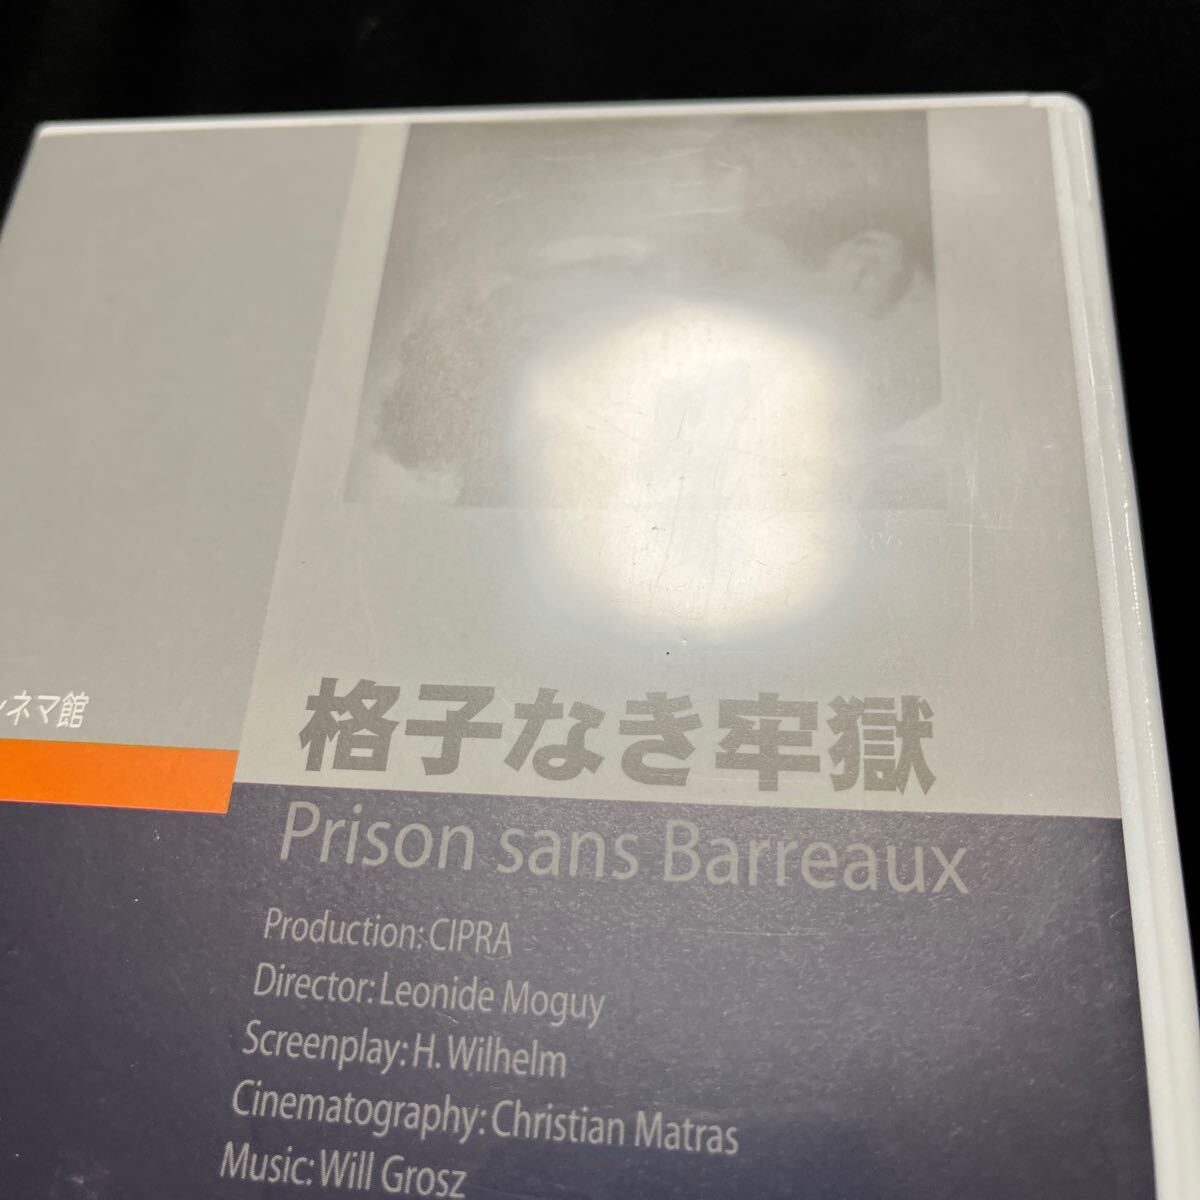 ネマ館
格子なき牢獄
Prison sans Barreaux
Production: CIPRA
Director: Leonide Moguy
Screenplay: H. Wilhelm
Cinematography: Christian Matras
Music: Will Grosz